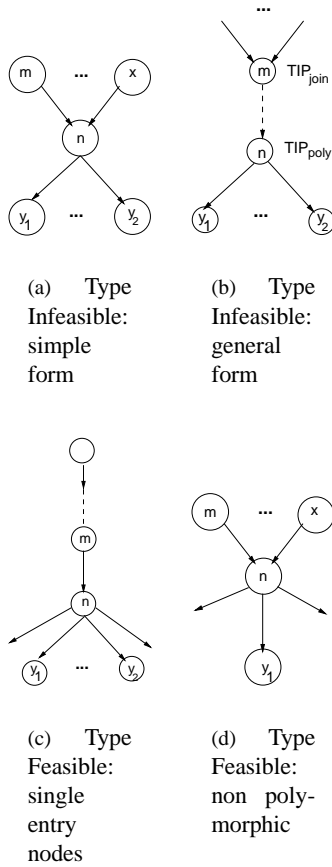 ...
m ... x
n
y1 ... y2
...
m TIPjoin
n TIPpoly
y1 ... y2
(a) Type
Infeasible:
simple
form
(b) Type
Infeasible:
general
form
m
n
y1 ... y2
m ... x
n
y1
(c) Type
Feasible:
single
entry
nodes
(d) Type
Feasible:
non poly-
morphic